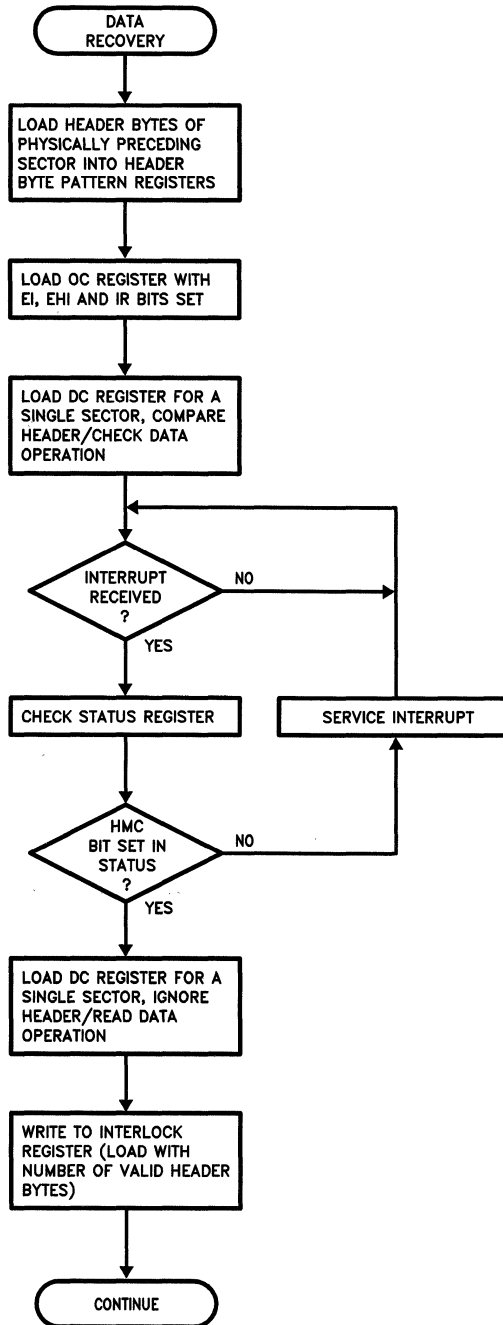 DATA
RECOVERY
LOAD HEADER BYTES OF
PHYSICALLY PRECEDING
SECTOR INTO HEADER
BYTE PATTERN REGISTERS
LOAD OC REGISTER WITH
EI, EHI AND IR BITS SET
LOAD DC REGISTER FOR A
SINGLE SECTOR, COMPARE
HEADER/CHECK DATA
OPERATION
INTERRUPT
RECEIVED
?
NO
YES
CHECK STATUS REGISTER
SERVICE INTERRUPT
HMC
BIT SET IN
STATUS
?
NO
YES
LOAD DC REGISTER FOR A
SINGLE SECTOR, IGNORE
HEADER/READ DATA
OPERATION
WRITE TO INTERLOCK
REGISTER (LOAD WITH
NUMBER OF VALID HEADER
BYTES)
CONTINUE